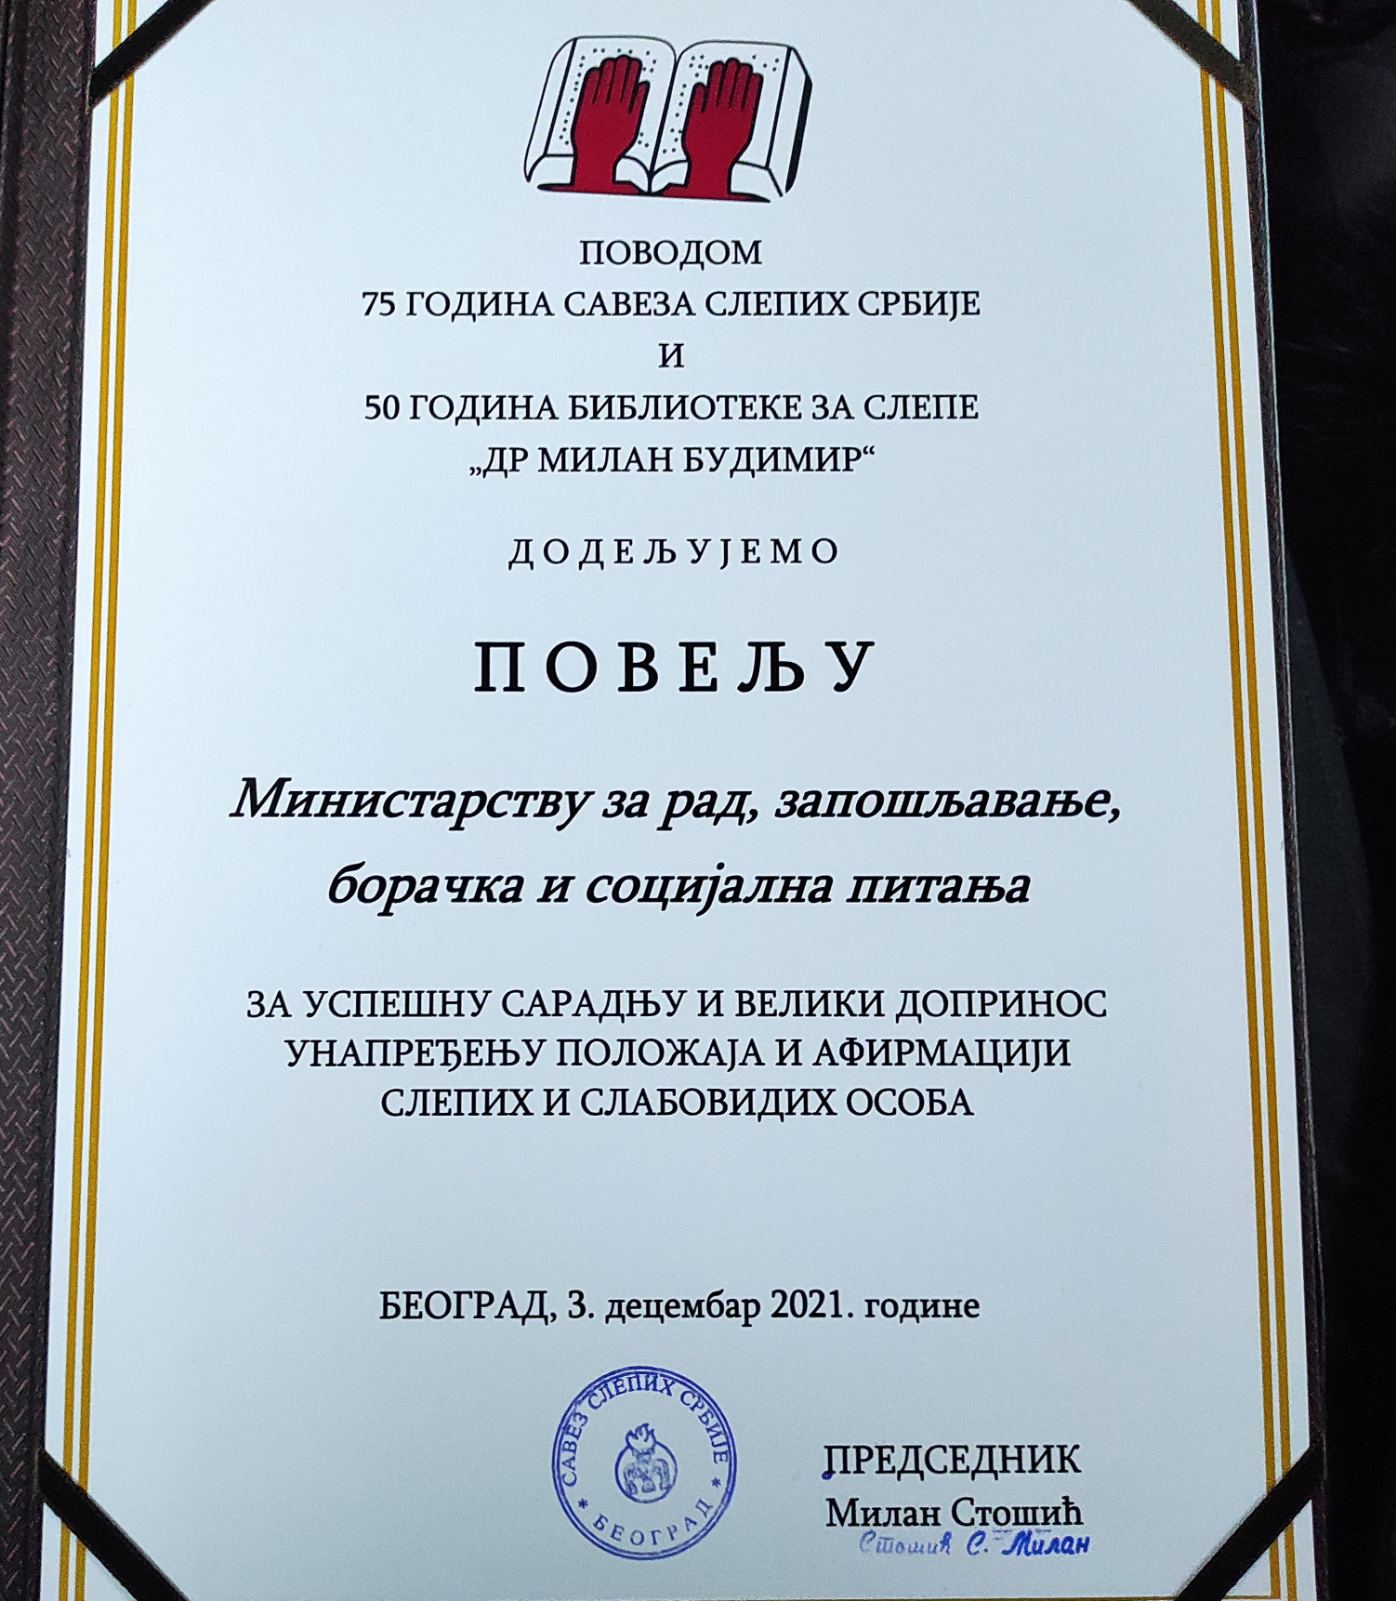 ПОВОДОМ
75 ГОДИНА САВЕЗА СЛЕПИХ СРБИЈЕ
И
50 ГОДИНА БИБЛИОТЕКЕ ЗА СЛЕПЕ
„ДР МИЛАН БУДИМИР“
ДОДЕЉУЈЕМО
ПОВЕЉУ
Министарству за рад, запошљавање,
борачка и социјална питања
ЗА УСПЕШНУ САРАДЊУ И ВЕЛИКИ ДОПРИНОС
УНАПРЕЂЕЊУ ПОЛОЖАЈА И АФИРМАЦИЈИ
СЛЕПИХ И СЛАБОВИДИХ ОСОБА
БЕОГРАД, 3. децембар 2021. године
САВЕЗ СЛЕПИХ СРБИЈЕ
* БЕОГРАД *
ПРЕДСЕДНИК
Милан Стошић
Стошић С. Милан